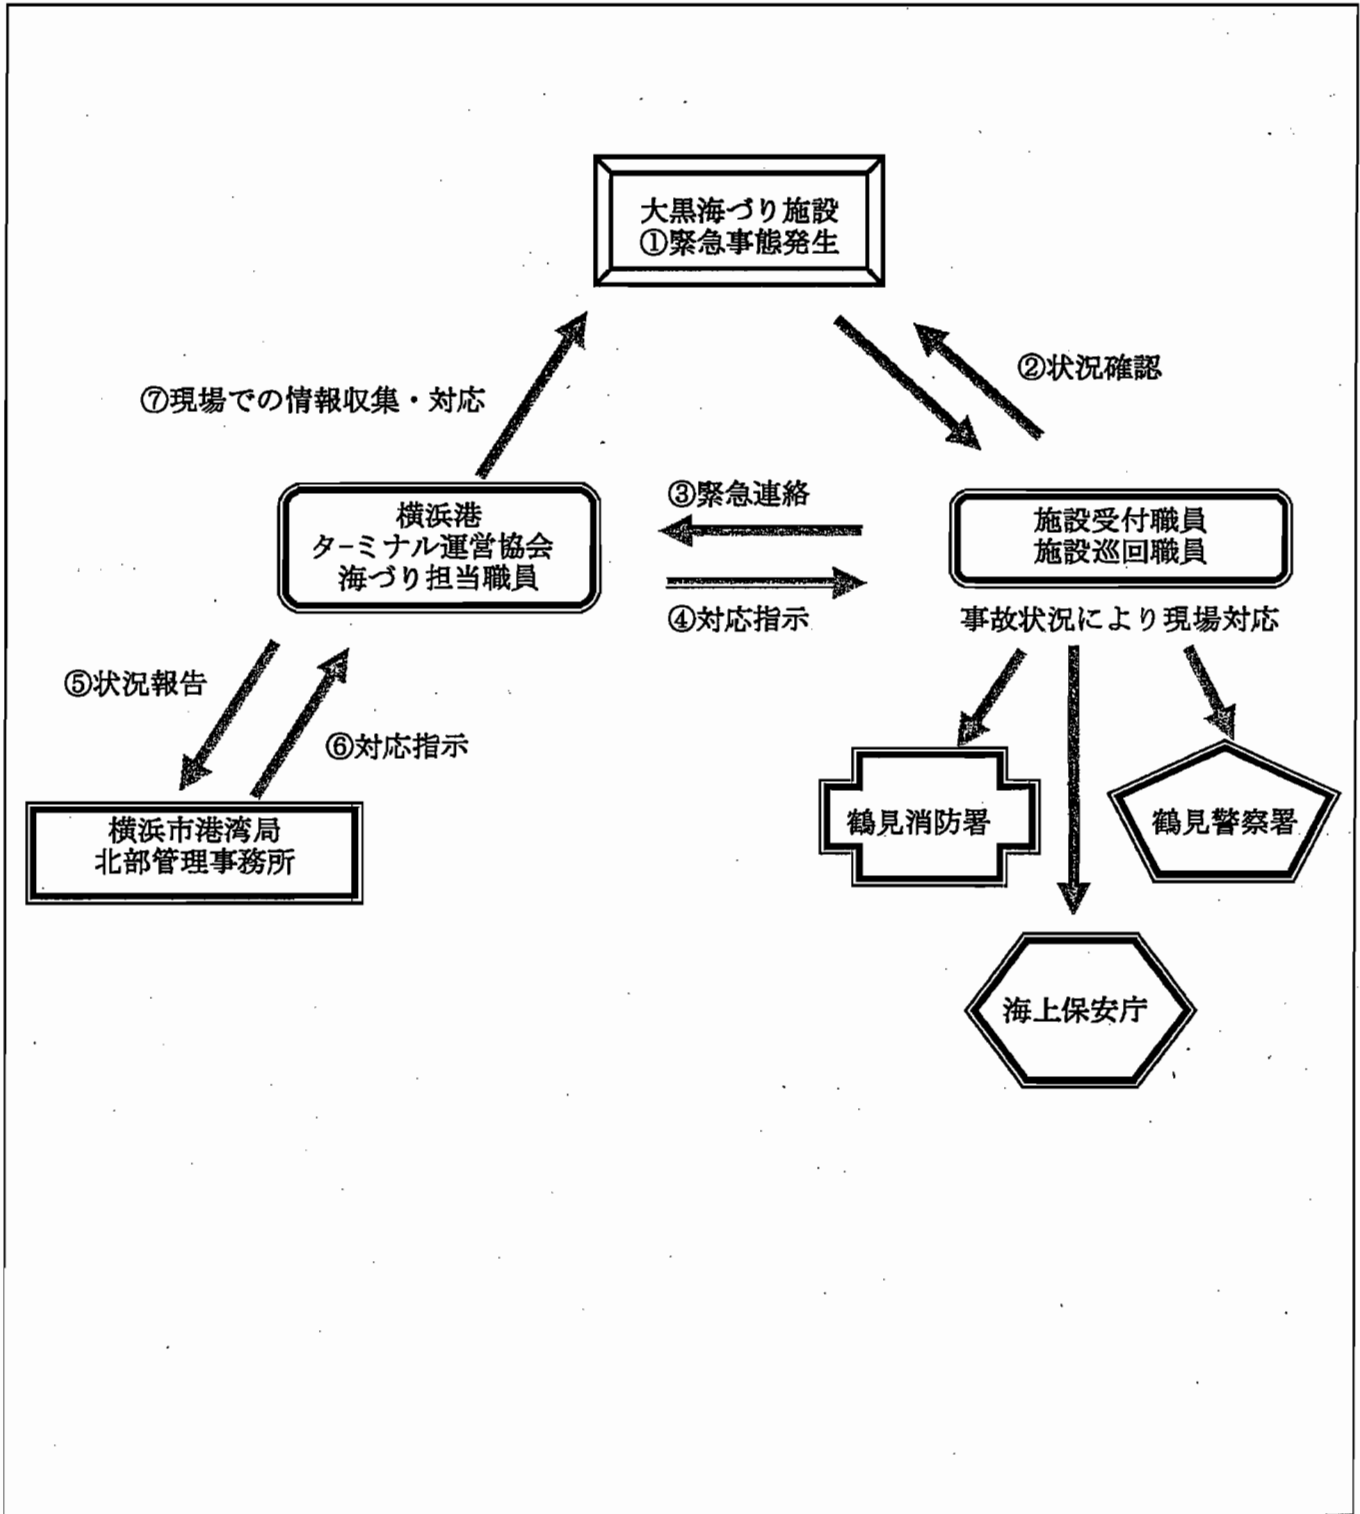 大黒海づり施設
①緊急事態発生
②状況確認
⑦現場での情報収集・対応
③緊急連絡
横浜港
ターミナル運営協会
海づり担当職員
施設受付職員
施設巡回職員
④対応指示
事故状況により現場対応
⑤状況報告
⑥対応指示
横浜市港湾局
北部管理事務所
鶴見消防署
鶴見警察署
海上保安庁